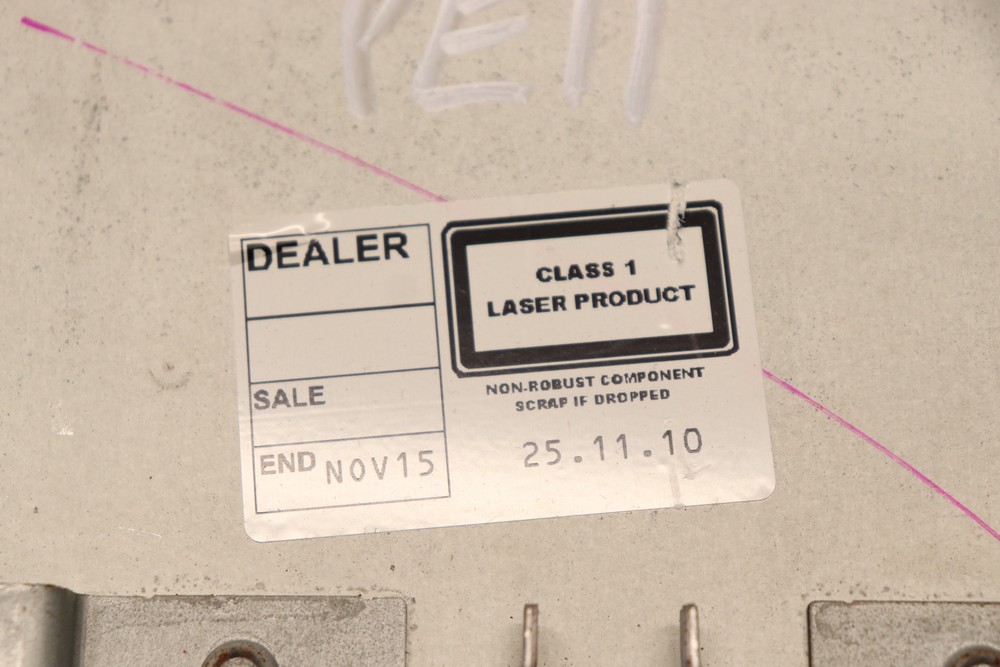 DEALER
SALE
END NOV15
CLASS 1
LASER PRODUCT
NON-ROBUST COMPONENT
SCRAP IF DROPPED
25.11.10